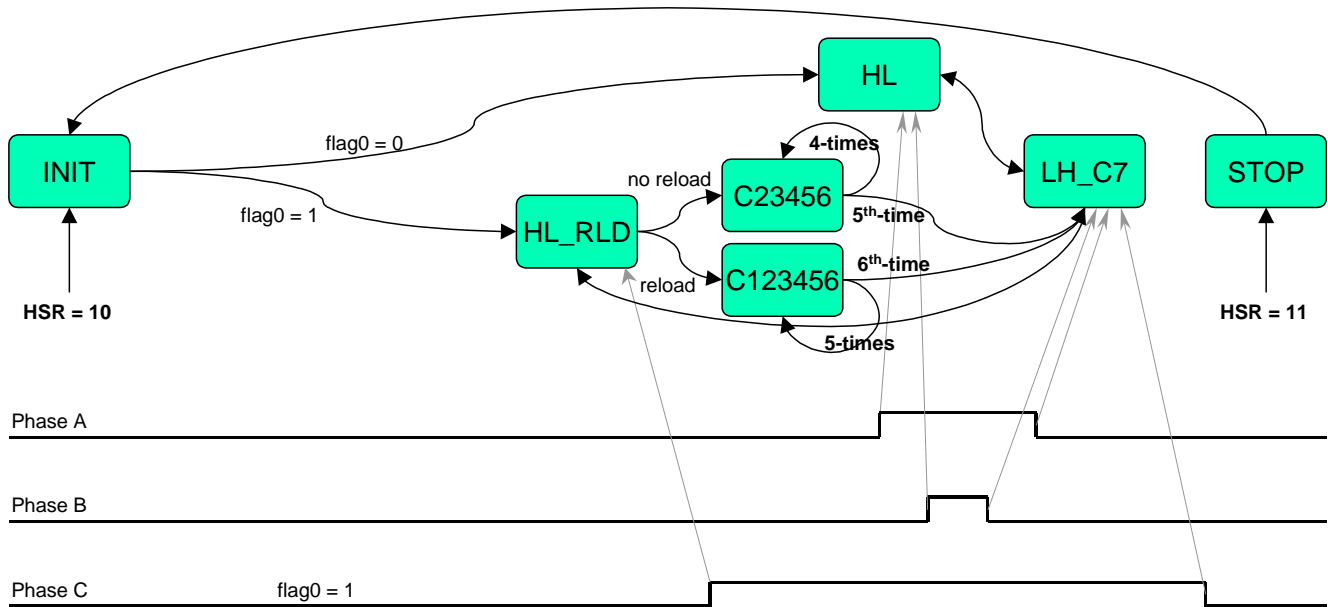 HL
flag0 = 0
4-times
INIT
LH_C7
STOP
no reload
C23456
flag0 = 1
5th-time
HL_RLD
6th-time
reload
C123456
HSR = 10
HSR = 11
5-times
Phase A
Phase B
Phase C
flag0 = 1